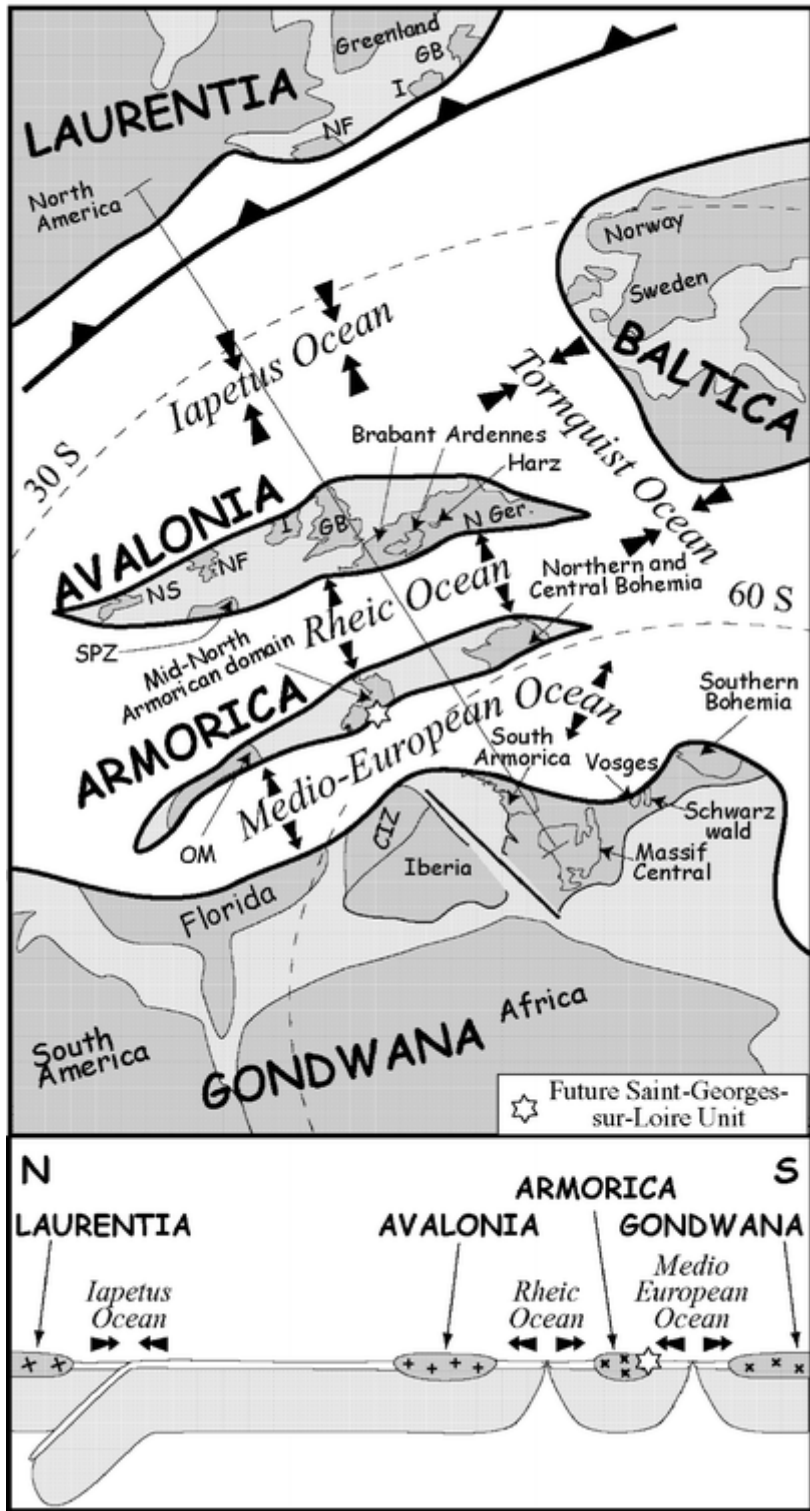 Greenland
GB
I
LAURENTIA
NF
North
America
Norway
Sweden
BALTICA
Iapetus Ocean
Tornquist Ocean
30 S
Brabant
Ardennes
Harz
AVALONIA
I
GB
N Ger.
NS
NF
SPZ
Rheic Ocean
Northern and
Central Bohemia
60 S
Mid-North
Armorican domain
ARMORICA
Medio-European Ocean
OM
South
Armorica
Southern
Bohemia
Vosges
Schwarz
wald
Massif
Central
CIZ
Iberia
Florida
Africa
South
America
GONDWANA
Future Saint-Georges-
sur-Loire Unit
N
S
ARMORICA
LAURENTIA
AVALONIA
GONDWANA
Iapetus
Ocean
Rheic
Ocean
Medio
European
Ocean